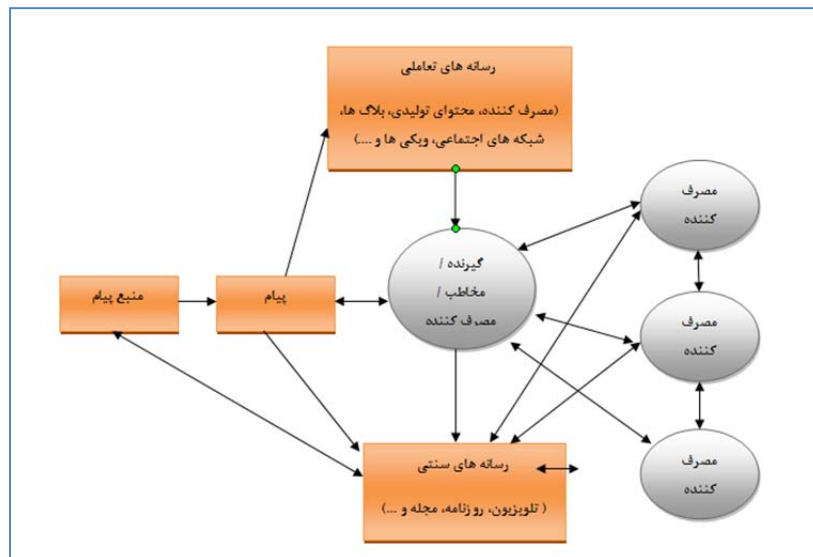 رسانه های تعاملی
(مصرف کننده، محتوای تولیدی، بلاگ ها،
شبکه های اجتماعی، ویکی ها و ....)
مصرف
کننده
گیرنده /
مخاطب /
مصرف کننده
پیام
منبع پیام
مصرف
کننده
رسانه های سنتی
( تلویزیون، روزنامه، مجله و ...)
مصرف
کننده